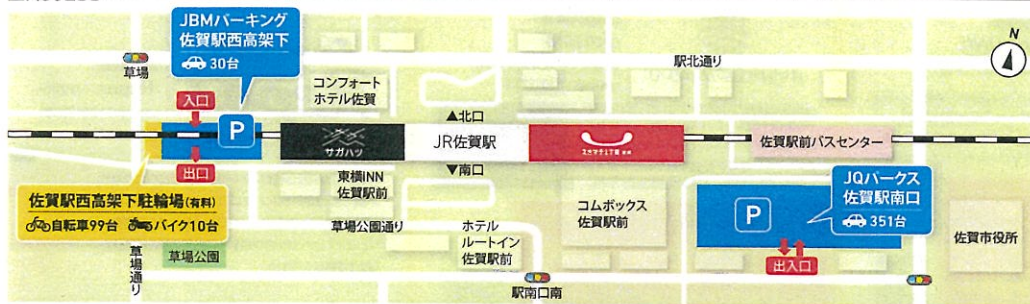 JBMパーキング
佐賀駅西高架下
30台
N
草場
駅北通り
コンフォート
ホテル佐賀
入口
P
▲北口
サガハツ
JR佐賀駅
佐賀駅前バスセンター
▼南口
出口
東横INN
佐賀駅前
佐賀駅西高架下駐輪場(有料)
自転車99台 バイク10台
草場公園通り
草場公園
草場通り
ホテル
ルートイン
佐賀駅前
コムボックス
佐賀駅前
P
JQパークス
佐賀駅南口
351台
出入口
佐賀市役所
駅南口南